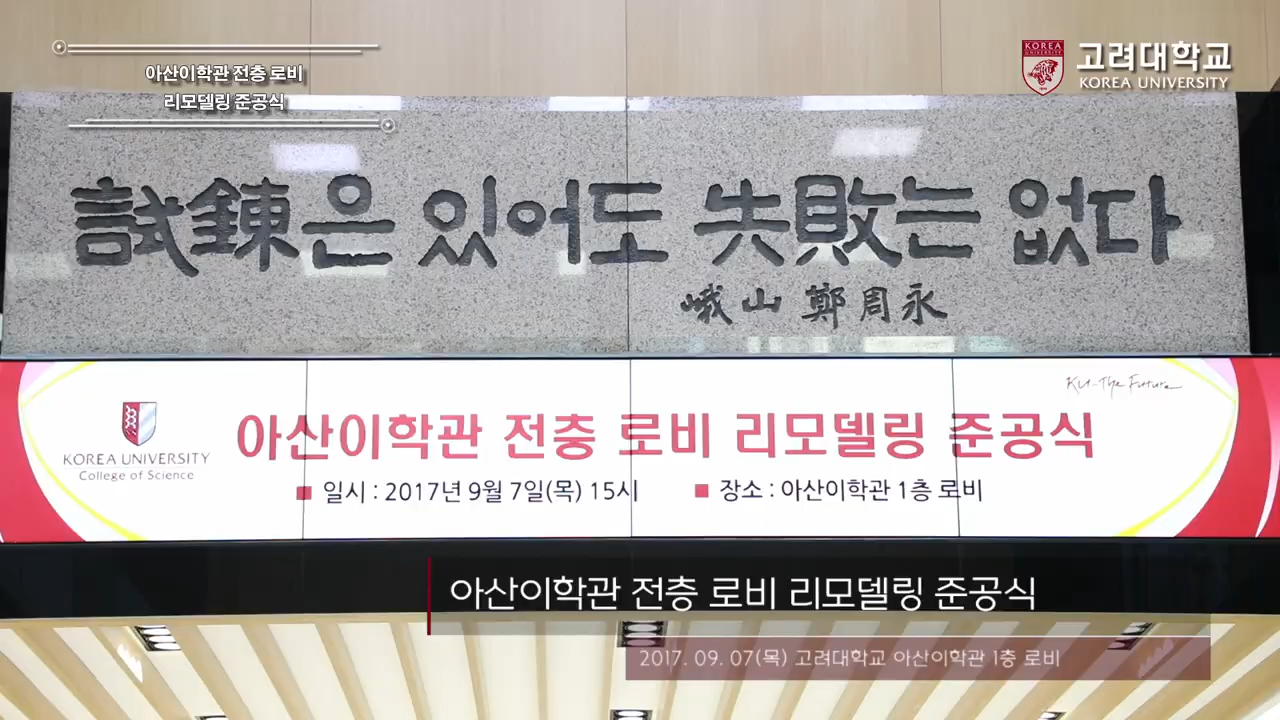 아산이학관 전층 로비
리모델링 준공식
KOREA
고려대학교
KOREA UNIVERSITY
試鍊은 있어도 失敗는 없다
峨山 鄭周永
KU-The Future
아산이학관 전층 로비 리모델링 준공식
KOREA UNIVERSITY
College of Science
■ 일시 : 2017년 9월 7일(목) 15시 ■ 장소 : 아산이학관 1층 로비
아산이학관 전층 로비 리모델링 준공식
2017. 09. 07(목) 고려대학교 아산이학관 1층 로비